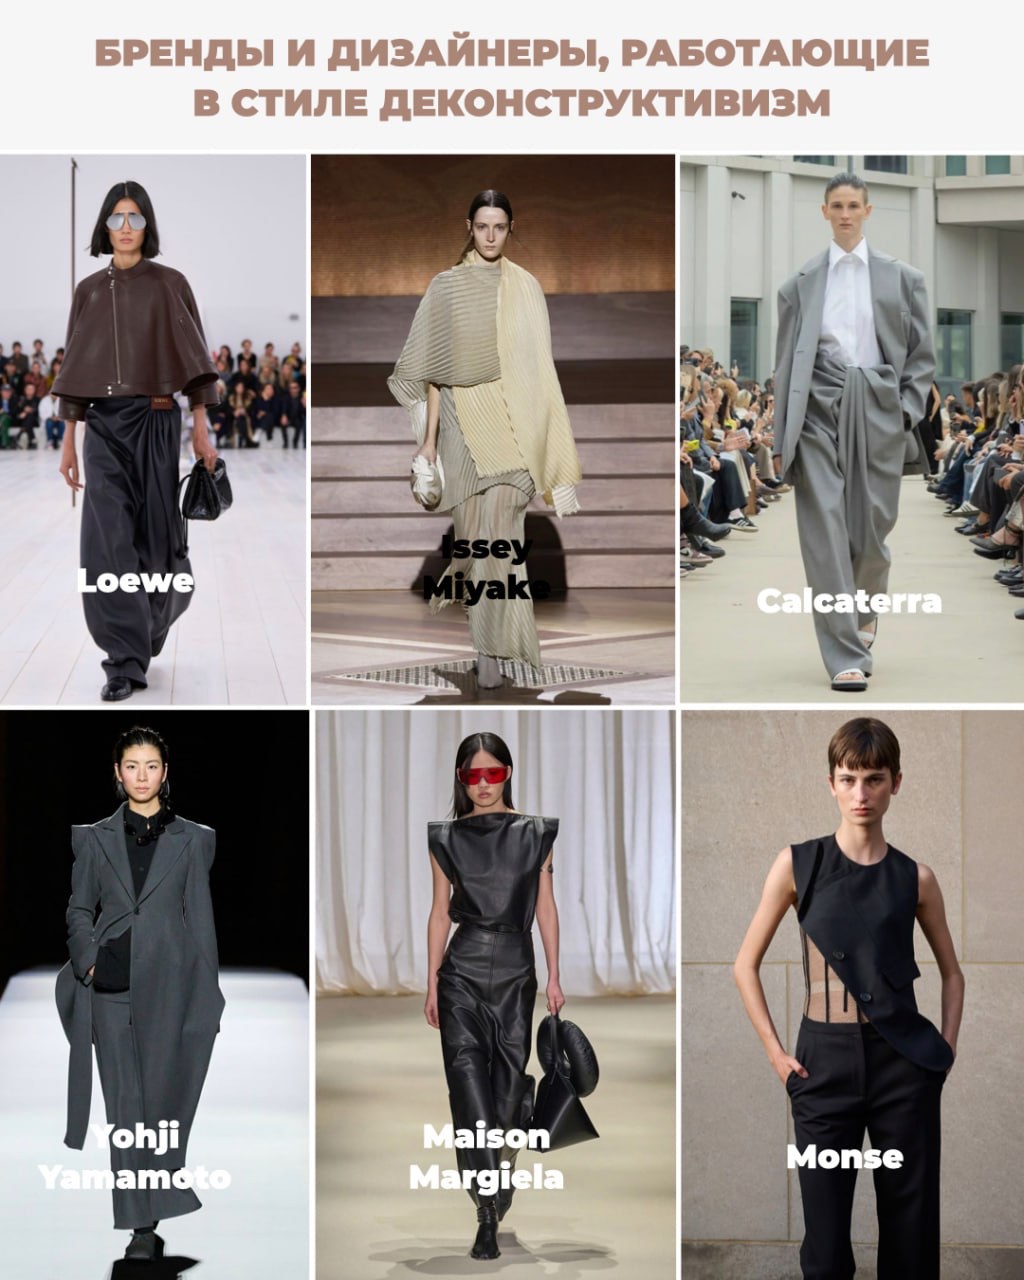 БРЕНДЫ И ДИЗАЙНЕРЫ, РАБОТАЮЩИЕ
В СТИЛЕ ДЕКОНСТРУКТИВИЗМ
Loewe
Issey
Miyake
Calcaterra
Yohji
Yamamoto
Maison
Margiela
Monse